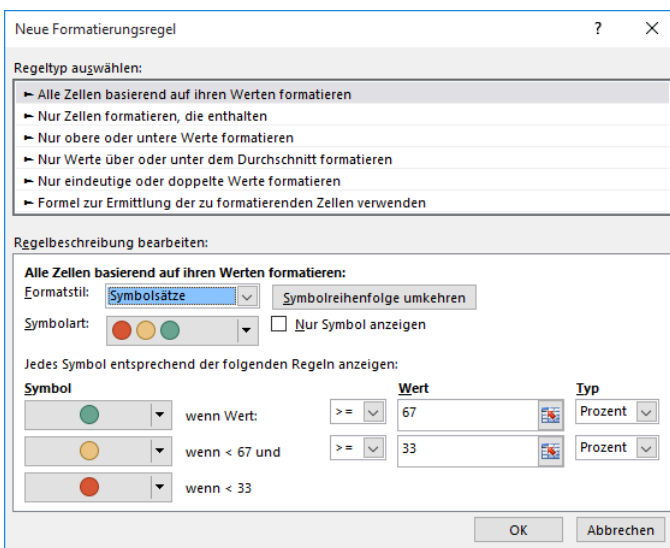 Neue Formatierungsregel ?
Regeltyp auswählen:
► Alle Zellen basierend auf ihren Werten formatieren
► Nur Zellen formatieren, die enthalten
► Nur obere oder untere Werte formatieren
► Nur Werte über oder unter dem Durchschnitt formatieren
► Nur eindeutige oder doppelte Werte formatieren
► Formel zur Ermittlung der zu formatierenden Zellen verwenden
Regelbeschreibung bearbeiten:
Alle Zellen basierend auf ihren Werten formatieren:
Formatstil: Symbolsätze Symbolreihenfolge umkehren
Symbolart: Nur Symbol anzeigen
Jedes Symbol entsprechend der folgenden Regeln anzeigen:
Symbol Wert Typ
wenn Wert: >= 67 Prozent
wenn < 67 und >= 33 Prozent
wenn < 33
OK Abbrechen